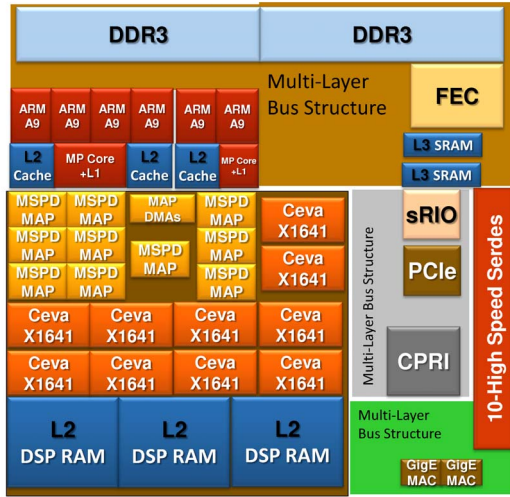 DDR3
DDR3
Multi-Layer
Bus Structure
FEC
ARM ARM ARM ARM ARM ARM
A9 A9 A9 A9 A9 A9
L3 SRAM
L2 MP Core L2 L2 MP Core
Cache +L1 Cache Cache +L1
L3 SRAM
MSPD MSPD MAP MSPD
MAP MAP DMAs MAP
Ceva
X1641
sRIO
MSPD MSPD MSPD MSPD
MAP MAP MAP MAP
Ceva
X1641
PCIe
MSPD MSPD MSPD
MAP MAP MAP
Multi-Layer Bus Structure
10-High Speed Serdes
Ceva Ceva Ceva Ceva
X1641 X1641 X1641 X1641
CPRI
Ceva Ceva Ceva Ceva
X1641 X1641 X1641 X1641
L2 L2 L2
DSP RAM DSP RAM DSP RAM
Multi-Layer
Bus Structure
GigE GigE
MAC MAC